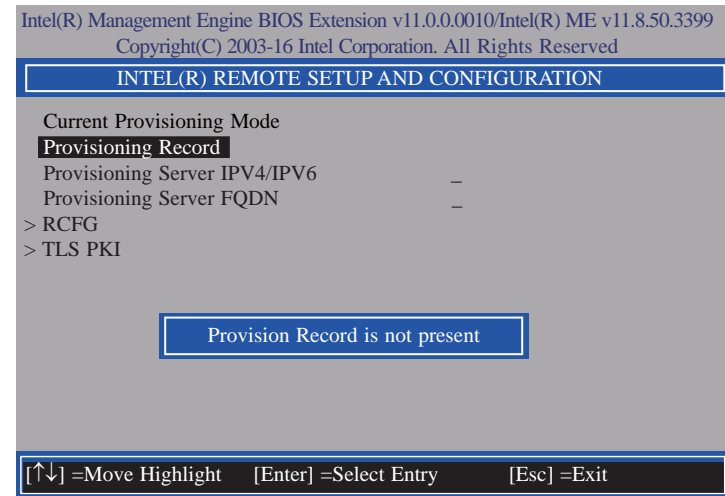 Intel(R) Management Engine BIOS Extension v11.0.0.0010/Intel(R) ME v11.8.50.3399
Copyright(C) 2003-16 Intel Corporation. All Rights Reserved
INTEL(R) REMOTE SETUP AND CONFIGURATION
Current Provisioning Mode
Provisioning Record
Provisioning Server IPV4/IPV6 _
Provisioning Server FQDN _
> RCFG
> TLS PKI
Provision Record is not present
[↑↓] =Move Highlight [Enter] =Select Entry [Esc] =Exit